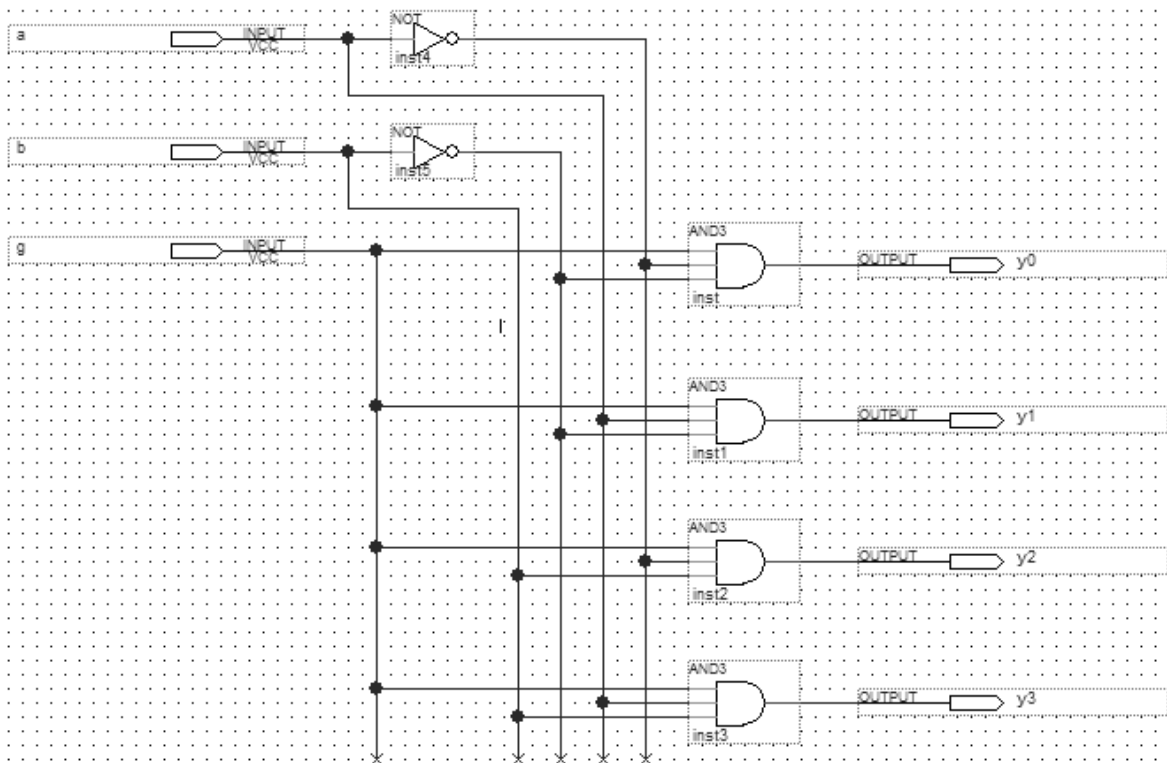 NOT
a INPUT
VCC
inst4
NOT
b INPUT
VCC
inst5
AND3
g INPUT
VCC
OUTPUT y0
inst
AND3
OUTPUT y1
inst1
AND3
OUTPUT y2
inst2
AND3
OUTPUT y3
inst3